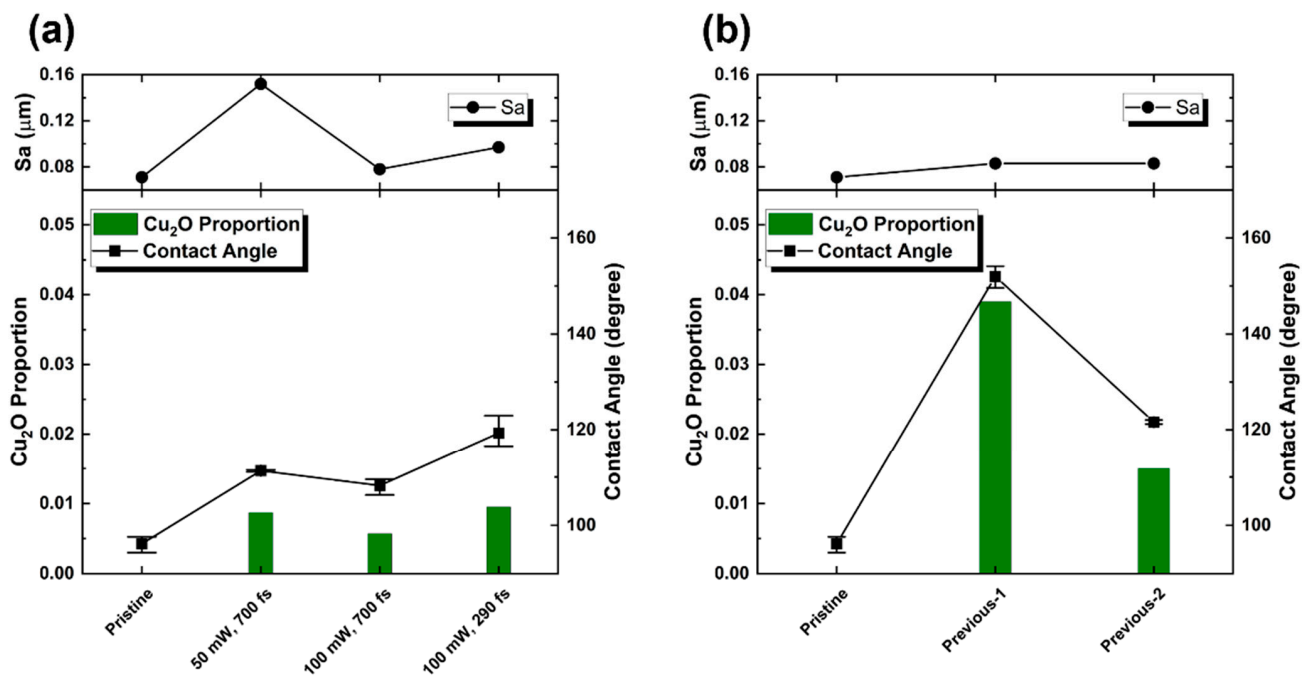 (a)
0.16
0.12
0.08
Sa (μm)
Sa
Cu₂O Proportion
Contact Angle
0.05
0.04
0.03
0.02
0.01
0.00
Cu₂O Proportion
160
140
120
100
Contact Angle (degree)
Pristine
50 mW, 700 fs
100 mW, 700 fs
100 mW, 290 fs
(b)
0.16
0.12
0.08
Sa (μm)
Sa
Cu₂O Proportion
Contact Angle
0.05
0.04
0.03
0.02
0.01
0.00
Cu₂O Proportion
160
140
120
100
Contact Angle (degree)
Pristine
Previous-1
Previous-2